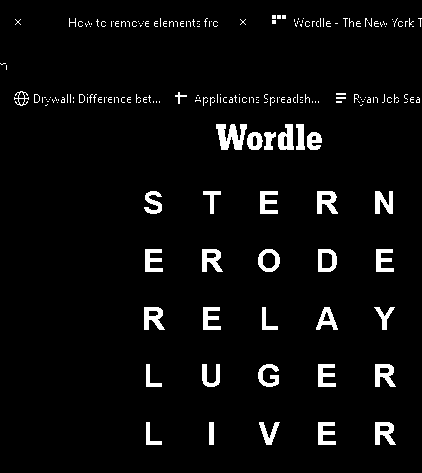 How to remove elements fro
Wordle - The New York T
m
Drywall: Difference bet...
Applications Spreadsh...
Ryan Job Sea
Wordle
S T E R N
E R O D E
R E L A Y
L U G E R
L I V E R